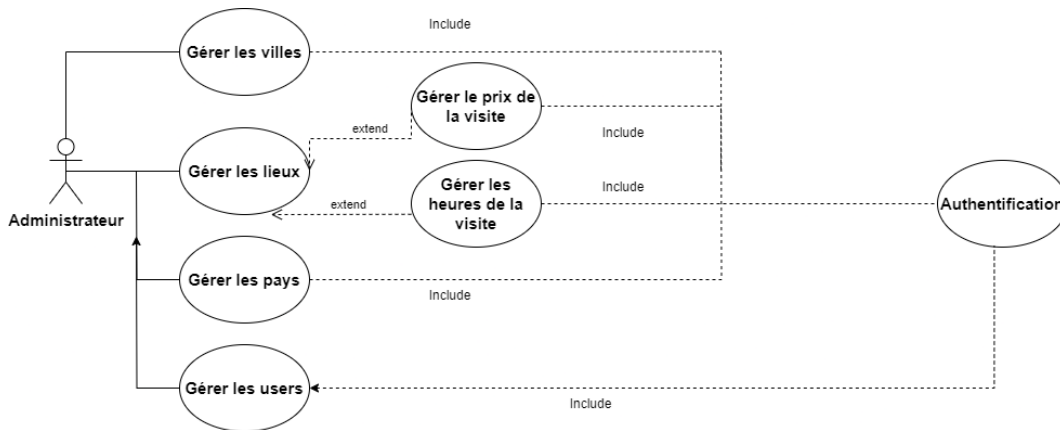 Include
Gérer les villes
Gérer le prix de
la visite
extend
Include
Gérer les lieux
Gérer les
heures de la
visite
Include
extend
Administrateur
Authentification
Gérer les pays
Include
Gérer les users
Include